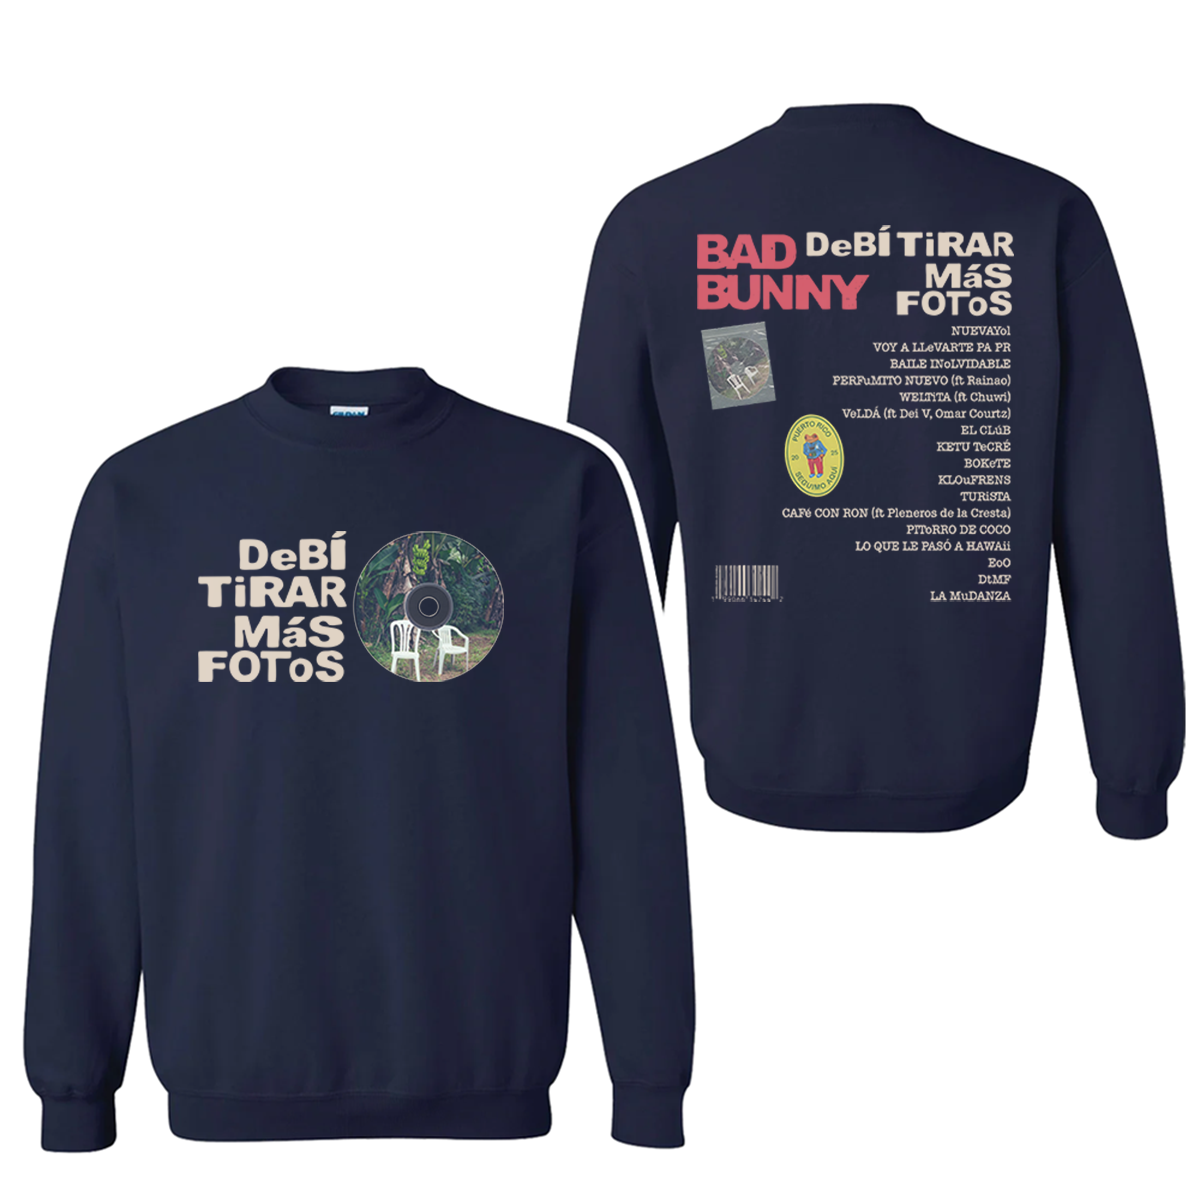 GILDAN
DeBÍ
TiRAR
MáS
FOToS
BAD
BUNNY
DeBÍ TiRAR
MáS
FOToS
NUEVAYol
VOY A LLeVARTE PA PR
BAILE INoLVIDABLE
PERFuMITO NUEVO (ft Rainao)
WELTiTA (ft Chuwi)
VeLDÁ (ft Dei V, Omar Courtz)
EL CLúB
KETU TeCRÉ
BOKeTE
KLOuFRENS
TURiSTA
CAFé CON RON (ft Pleneros de la Cresta)
PIToRRO DE COCO
LO QUE LE PASÓ A HAWAii
EoO
DtMF
LA MuDANZA
PUERTO RICO
20 25
SEGUIMO AQUÍ